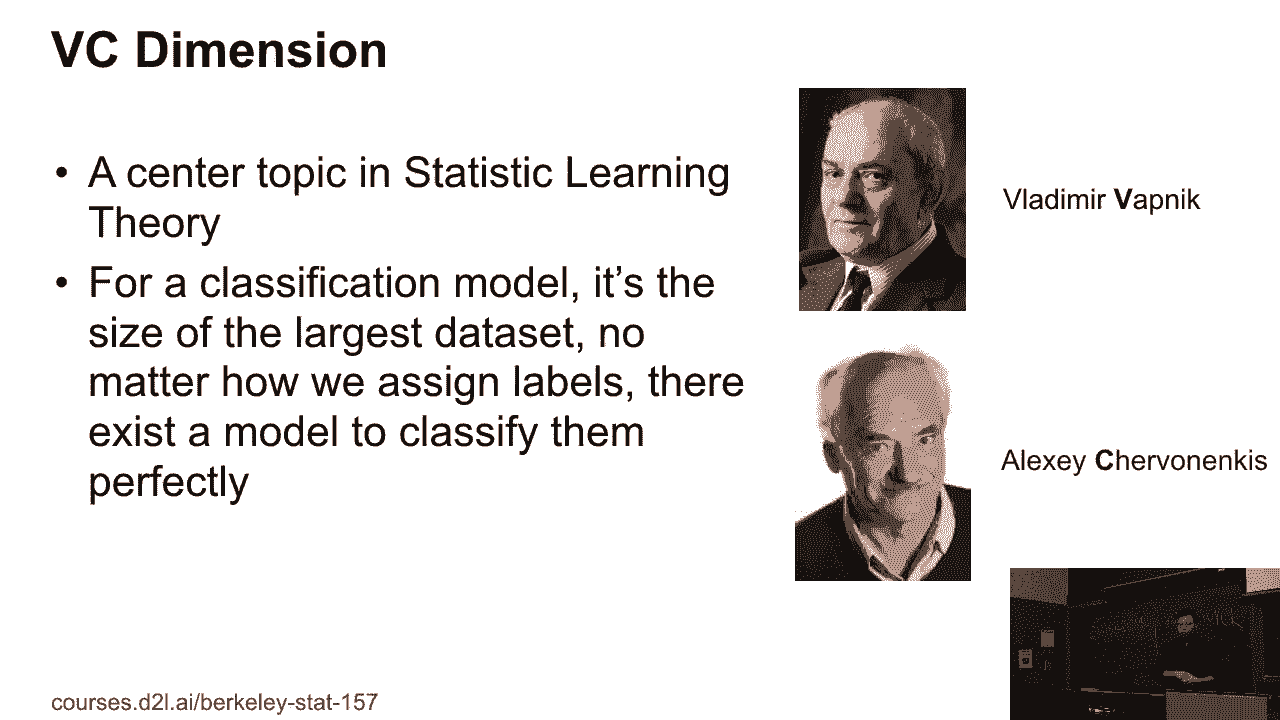 VC Dimension
• A center topic in Statistic Learning
Theory
• For a classification model, it's the
size of the largest dataset, no
matter how we assign labels, there
exist a model to classify them
perfectly
Vladimir Vapnik
Alexey Chervonenkis
courses.d2l.ai/berkeley-stat-157